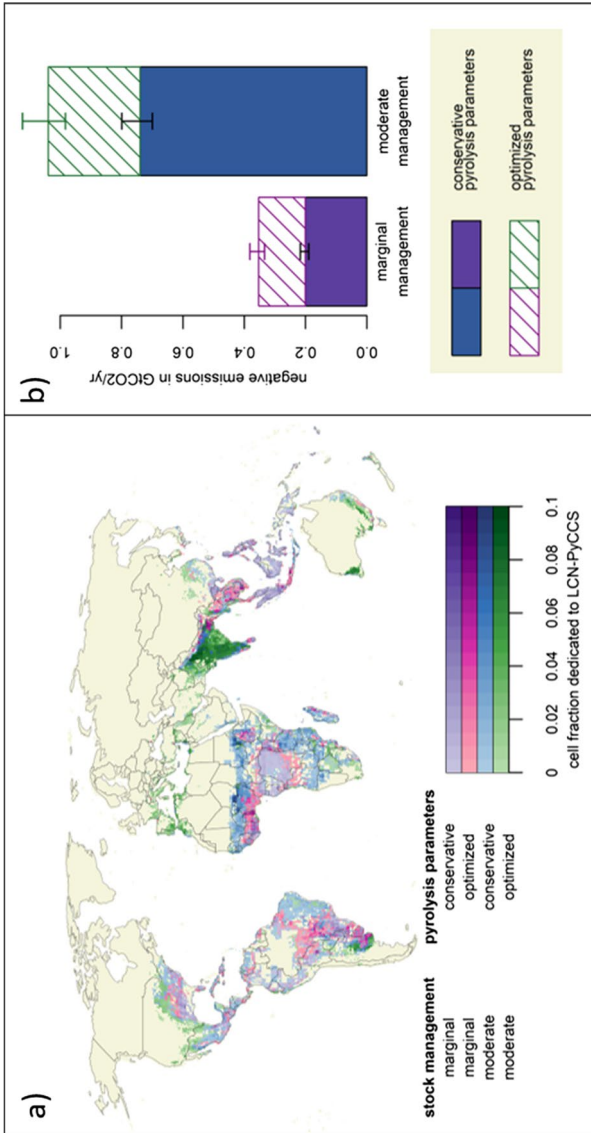 a)
stock management pyrolysis parameters
marginal conservative
marginal optimized
moderate conservative
moderate optimized
0 0.02 0.04 0.06 0.08 0.1
cell fraction dedicated to LCN-PyCCS
b)
negative emissions in GtCO2/yr
1.0
0.8
0.6
0.4
0.2
0.0
marginal
management
moderate
management
conservative
pyrolysis parameters
optimized
pyrolysis parameters